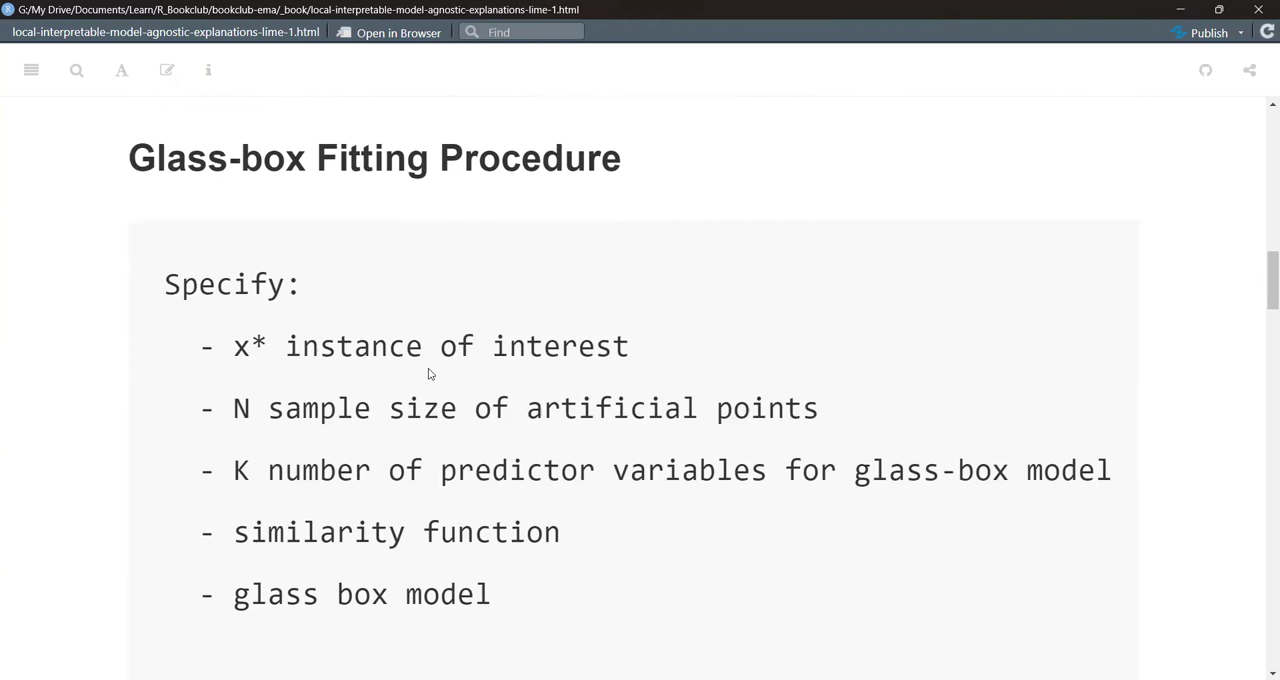 G:/My Drive/Documents/Learn/R_Bookclub/bookclub-ema/_book/local-interpretable-model-agnostic-explanations-lime-1.html
local-interpretable-model-agnostic-explanations-lime-1.html Open in Browser Find Publish
Glass-box Fitting Procedure
Specify:
- x* instance of interest
- N sample size of artificial points
- K number of predictor variables for glass-box model
- similarity function
- glass box model